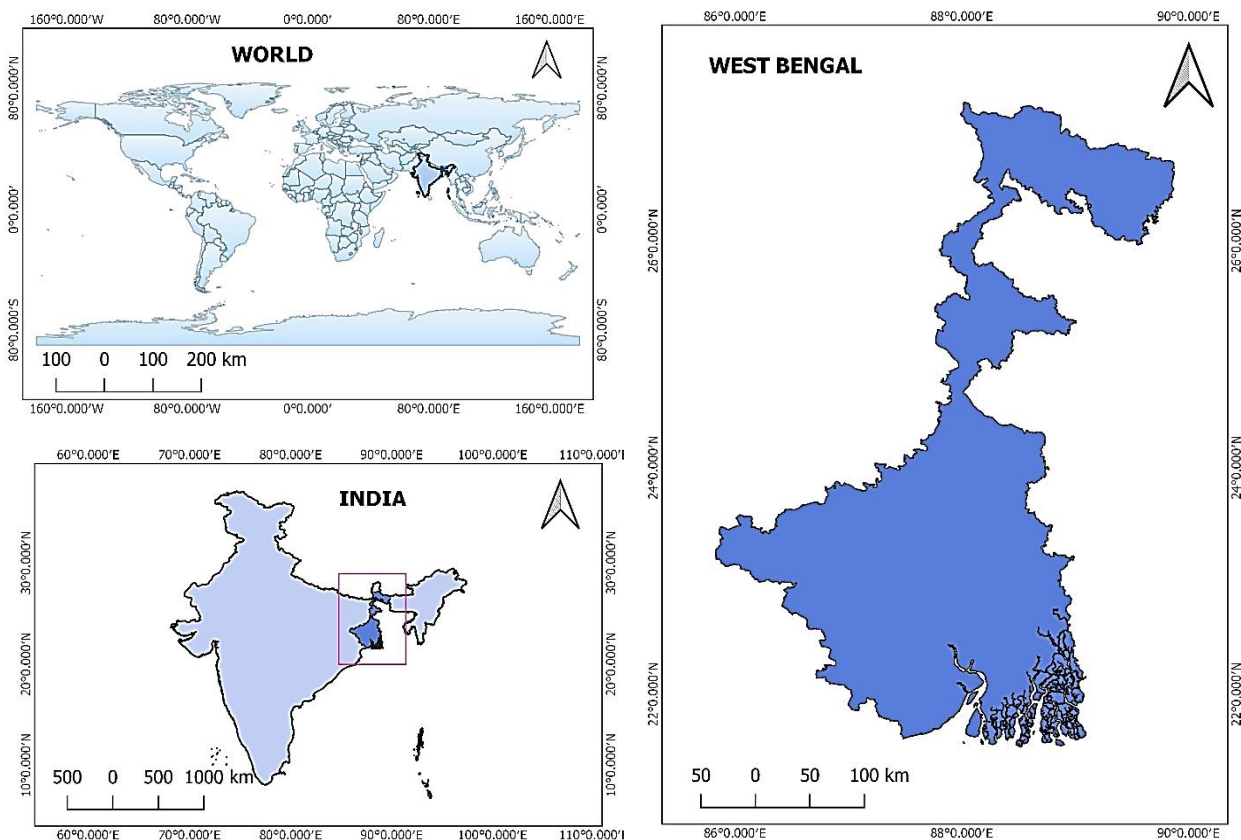 160°0.000'W 80°0.000'W 0°0.000' 80°0.000'E 160°0.000'E
WORLD
80°0.000'N 80°0.000'N
0°0.000' 0°0.000'
80°0.000'S 80°0.000'S
100 0 100 200 km
160°0.000'W 80°0.000'W 0°0.000' 80°0.000'E 160°0.000'E
60°0.000'E 70°0.000'E 80°0.000'E 90°0.000'E 100°0.000'E 110°0.000'I
INDIA
30°0.000'N 30°0.000'N
20°0.000'N 20°0.000'N
10°0.000'N 10°0.000'N
500 0 500 1000 km
60°0.000'E 70°0.000'E 80°0.000'E 90°0.000'E 100°0.000'E 110°0.000'I
86°0.000'E 88°0.000'E 90°0.000'E
WEST BENGAL
26°0.000'N 26°0.000'N
24°0.000'N 24°0.000'N
22°0.000'N 22°0.000'N
50 0 50 100 km
86°0.000'E 88°0.000'E 90°0.000'E